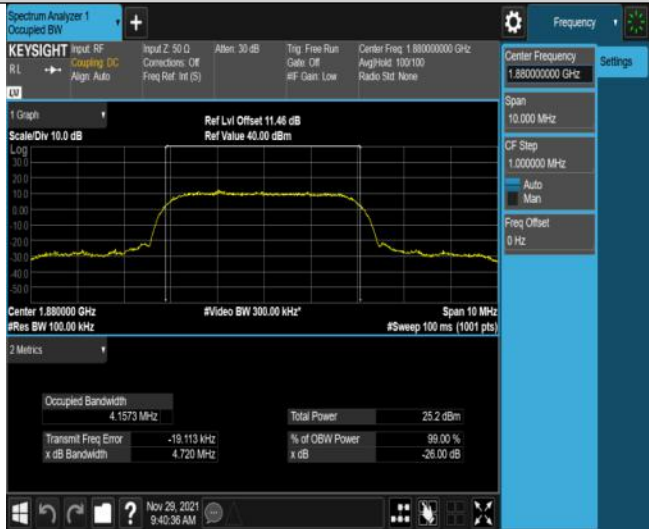 Spectrum Analyzer 1
Occupied BW
Frequency
KEYSIGHT
Input: RF
Coupling: DC
Align: Auto
Input Z: 50 Ω
Corrections: Off
Freq Ref: Int (S)
Atten: 30 dB
Trig: Free Run
Gate: Off
#IF Gain: Low
Center Freq: 1.880000000 GHz
Avg|Hold: 100/100
Radio Std: None
RL
Center Frequency
1.880000000 GHz
Settings
Span
10.000 MHz
CF Step
1.000000 MHz
Auto
Man
Freq Offset
0 Hz
1 Graph
Scale/Div 10.0 dB
Ref Lvl Offset 11.46 dB
Ref Value 40.00 dBm
Log
30.0
20.0
10.0
0.00
-10.0
-20.0
-30.0
-40.0
-50.0
Center 1.880000 GHz
#Res BW 100.00 kHz
#Video BW 300.00 kHz*
Span 10 MHz
#Sweep 100 ms (1001 pts)
2 Metrics
Occupied Bandwidth
4.1573 MHz
Total Power 25.2 dBm
Transmit Freq Error -19.113 kHz
% of OBW Power 99.00 %
x dB Bandwidth 4.720 MHz
x dB -26.00 dB
?
Nov 29, 2021
9:40:36 AM